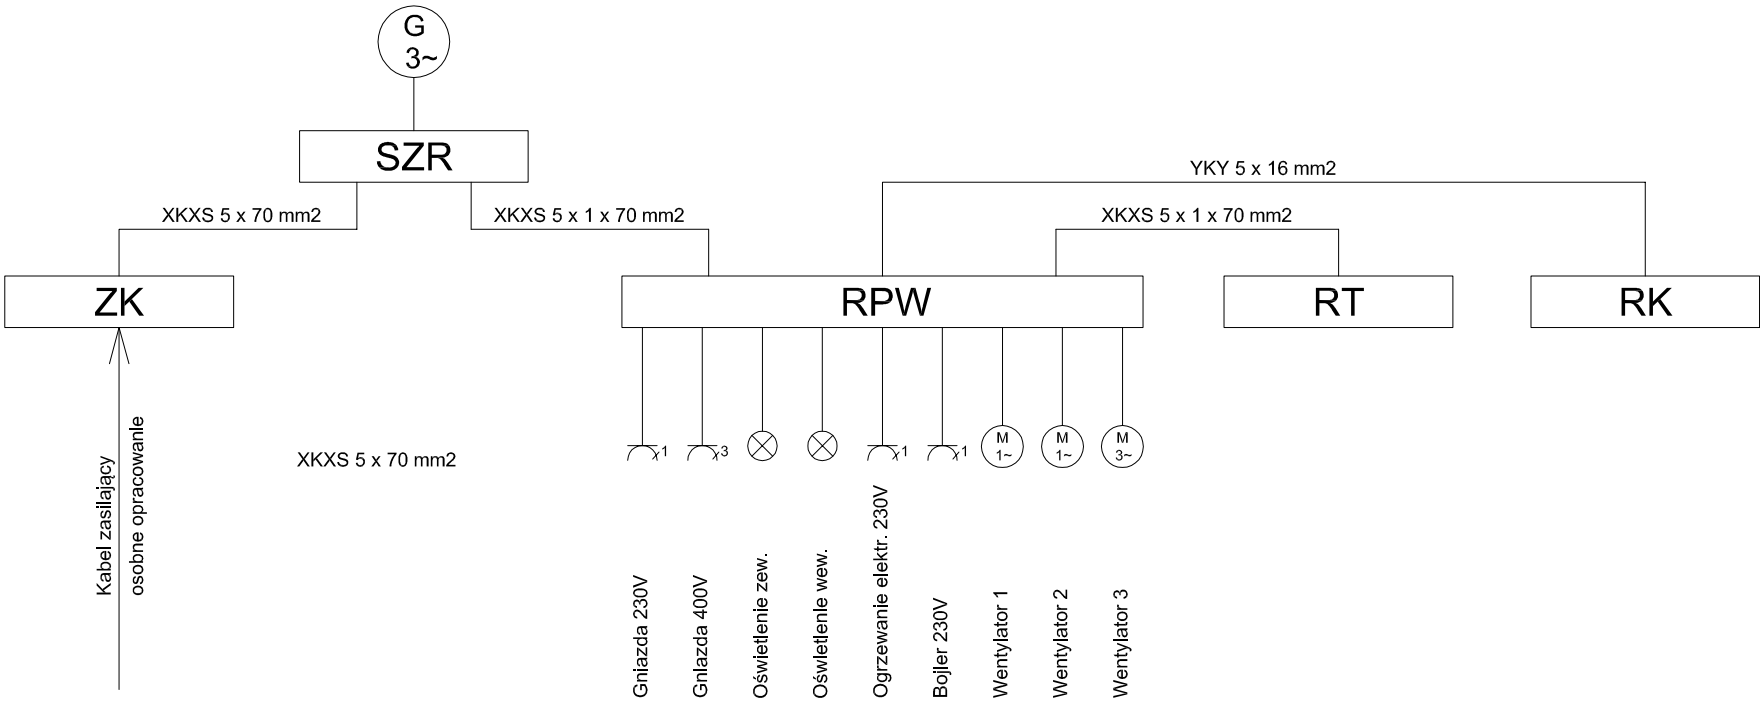 G
3~
SZR
YKY 5 x 16 mm2
XKXS 5 x 70 mm2
XKXS 5 x 1 x 70 mm2
XKXS 5 x 1 x 70 mm2
ZK
RPW
RT
RK
Kabel zasilający
osobne opracowanie
XKXS 5 x 70 mm2
1
3
1
1
M
1~
M
1~
M
3~
Gniazda 230V
Gnlazda 400V
Oświetlenie zew.
Ośwletlenle wew.
Ogrzewanie elektr. 230V
Bojler 230V
Wentylator 1
Wentylator 2
Wentylator 3